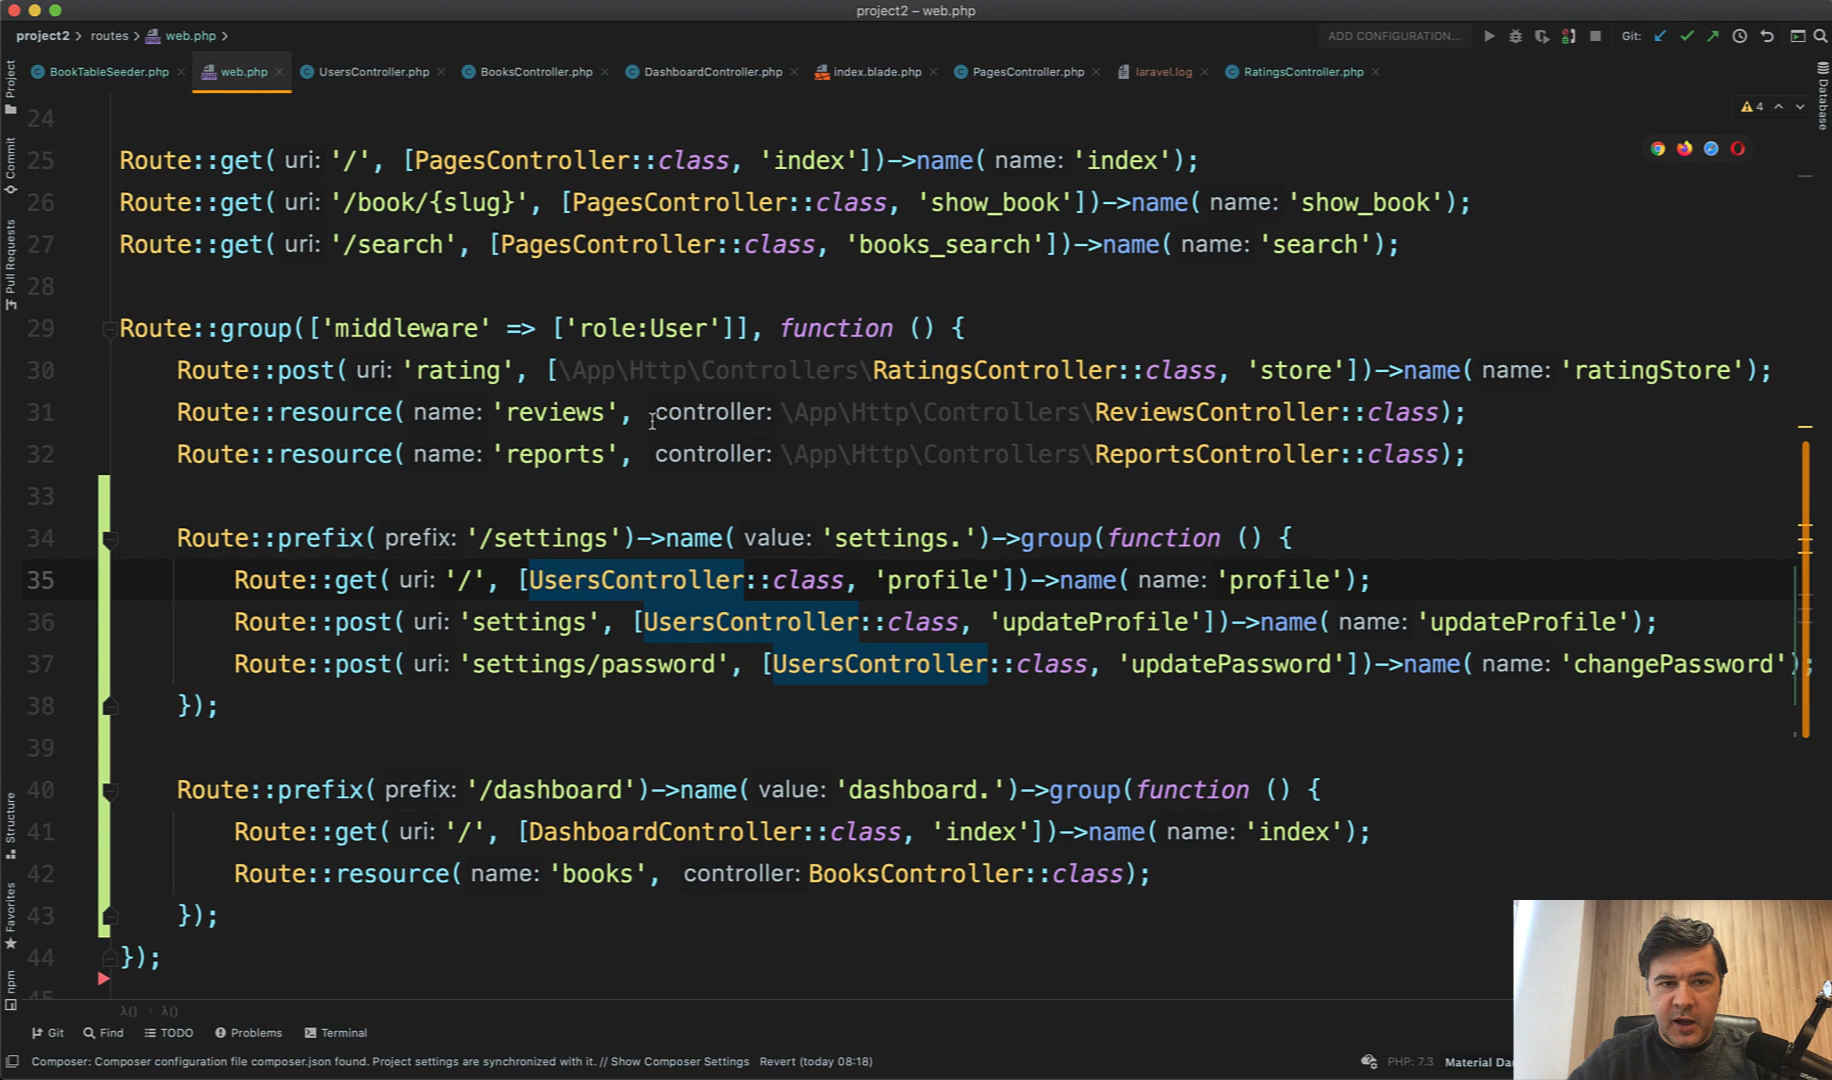 project2 – web.php
project2 > routes > web.php >
ADD CONFIGURATION...
Git:
BookTableSeeder.php
web.php
UsersController.php
BooksController.php
DashboardController.php
index.blade.php
PagesController.php
laravel.log
RatingsController.php
Project
Commit
Pull Requests
Structure
Favorites
npm
Database
4
24
25 Route::get( uri: '/', [PagesController::class, 'index'])->name( name: 'index');
26 Route::get( uri: '/book/{slug}', [PagesController::class, 'show_book'])->name( name: 'show_book');
27 Route::get( uri: '/search', [PagesController::class, 'books_search'])->name( name: 'search');
28
29 Route::group(['middleware' => ['role:User']], function () {
30 Route::post( uri: 'rating', [\App\Http\Controllers\RatingsController::class, 'store'])->name( name: 'ratingStore');
31 Route::resource( name: 'reviews', controller: \App\Http\Controllers\ReviewsController::class);
32 Route::resource( name: 'reports', controller: \App\Http\Controllers\ReportsController::class);
33
34 Route::prefix( prefix: '/settings')->name( value: 'settings.')->group(function () {
35 Route::get( uri: '/', [UsersController::class, 'profile'])->name( name: 'profile');
36 Route::post( uri: 'settings', [UsersController::class, 'updateProfile'])->name( name: 'updateProfile');
37 Route::post( uri: 'settings/password', [UsersController::class, 'updatePassword'])->name( name: 'changePassword');
38 });
39
40 Route::prefix( prefix: '/dashboard')->name( value: 'dashboard.')->group(function () {
41 Route::get( uri: '/', [DashboardController::class, 'index'])->name( name: 'index');
42 Route::resource( name: 'books', controller: BooksController::class);
43 });
44 });
45
λ() > λ()
Git
Find
TODO
Problems
Terminal
Composer: Composer configuration file composer.json found. Project settings are synchronized with it. // Show Composer Settings Revert (today 08:18)
PHP: 7.3
Material